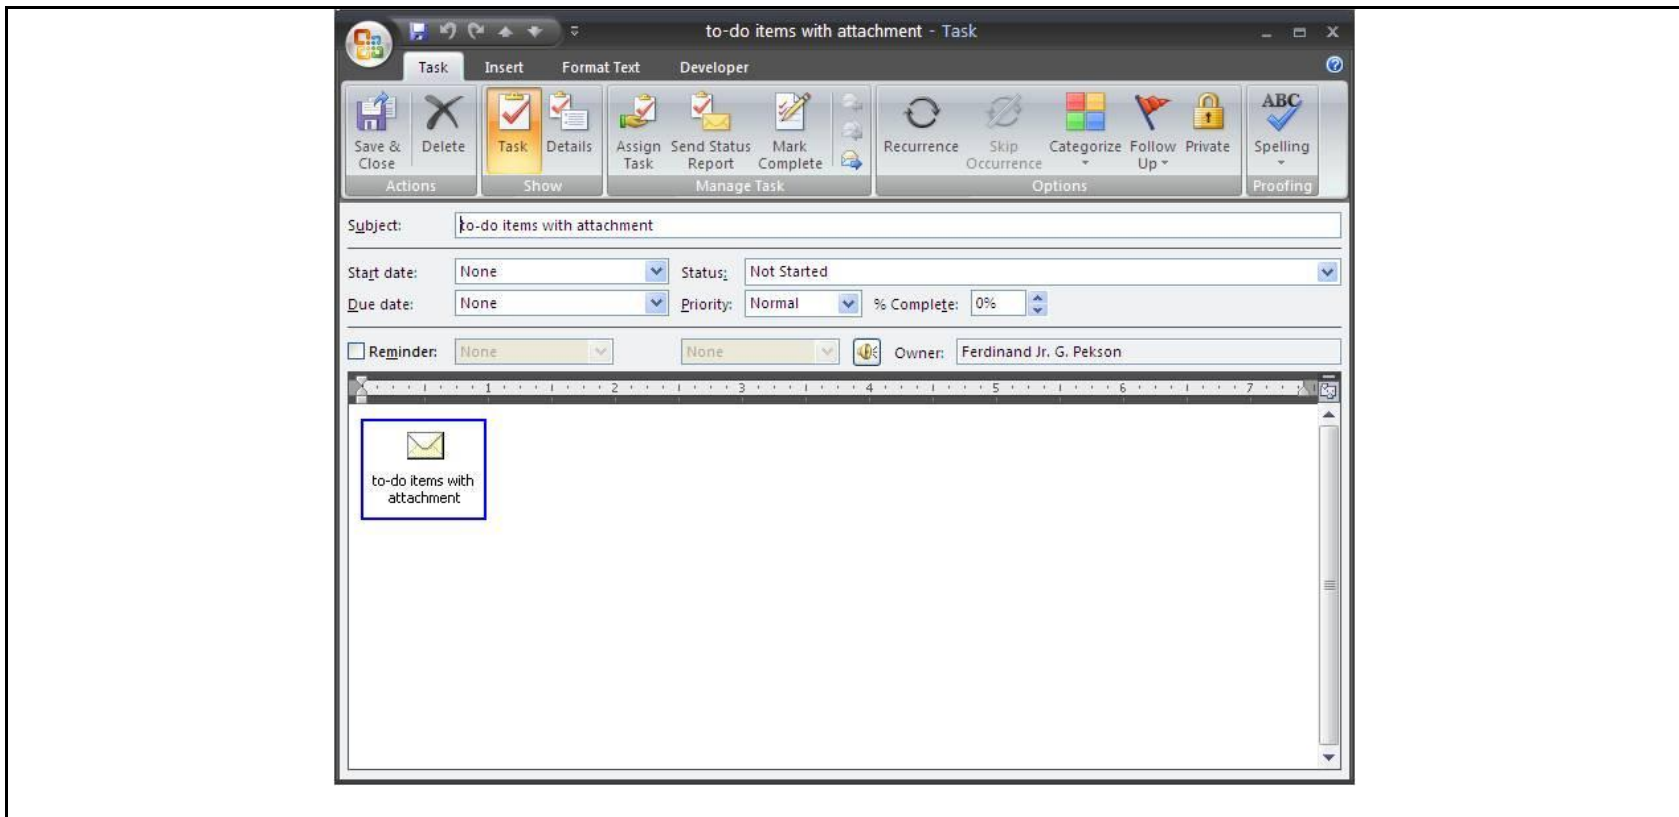 to-do items with attachment - Task
Task Insert Format Text Developer
Save & Close Delete Task Details Assign Task Send Status Report Mark Complete Recurrence Skip Occurrence Categorize Follow Up Private ABC Spelling
Actions Show Manage Task Options Proofing
Subject: to-do items with attachment
Start date: None Status: Not Started
Due date: None Priority: Normal % Complete: 0%
Reminder: None None Owner: Ferdinand Jr. G. Pekson
1 2 3 4 5 6 7
to-do items with
attachment